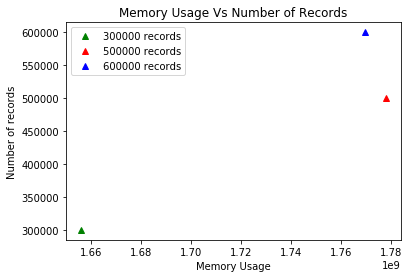 Memory Usage Vs Number of Records
600000
550000
500000
450000
400000
350000
300000
Number of records
300000 records
500000 records
600000 records
1.66 1.68 1.70 1.72 1.74 1.76 1.78
1e9
Memory Usage